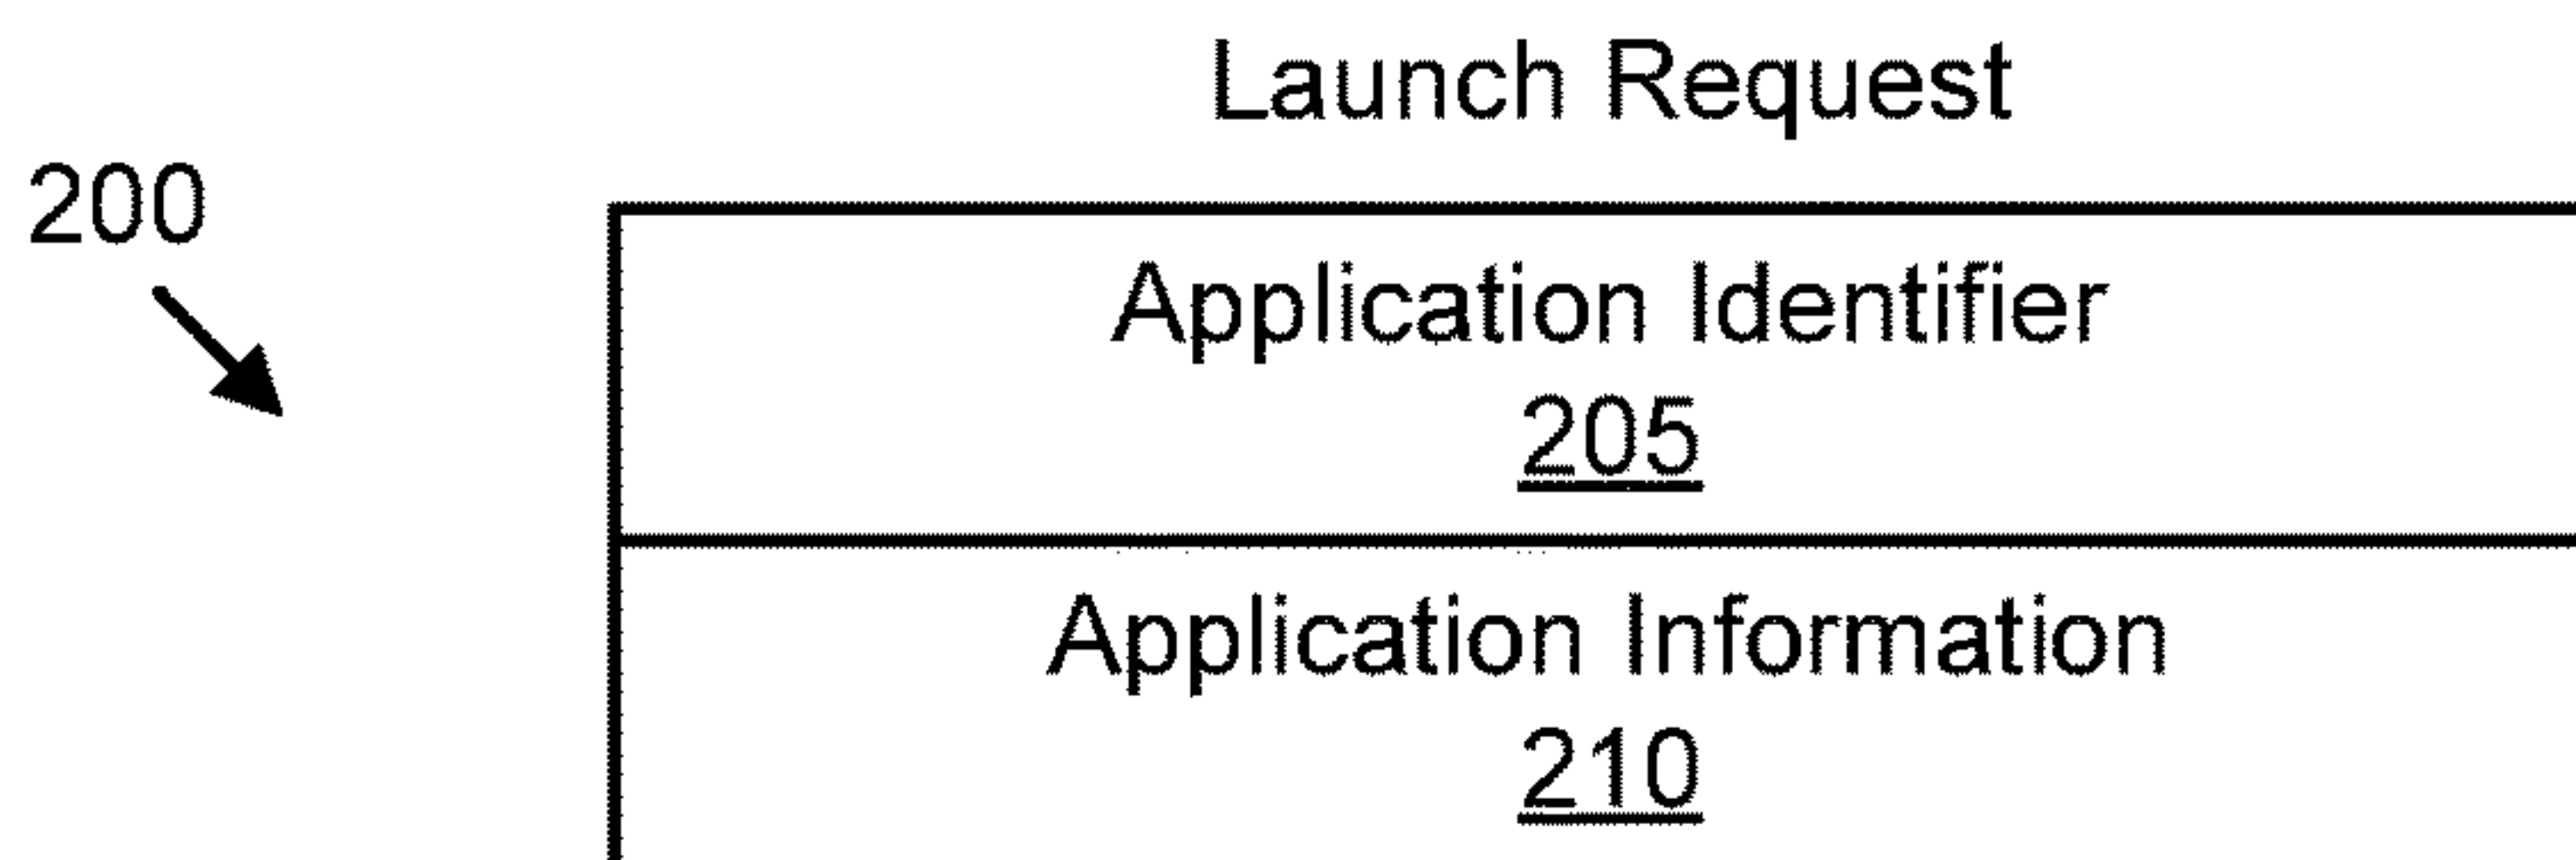 Launch Request
200
Application Identifier
205
Application Information
210